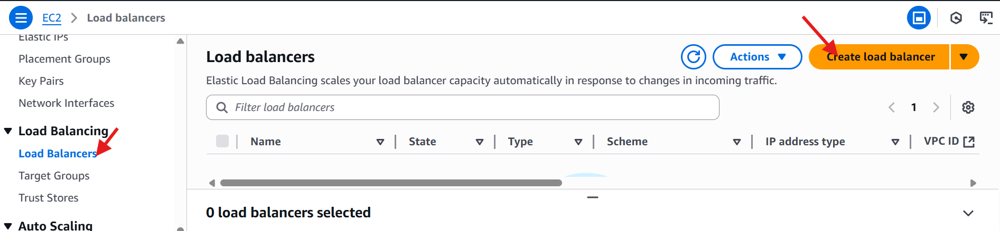 EC2 > Load balancers
Elastic IPs
Placement Groups
Key Pairs
Network Interfaces
Load Balancing
Load Balancers
Target Groups
Trust Stores
Auto Scaling
Load balancers
Actions
Create load balancer
Elastic Load Balancing scales your load balancer capacity automatically in response to changes in incoming traffic.
Filter load balancers
1
Name State Type Scheme IP address type VPC ID
0 load balancers selected